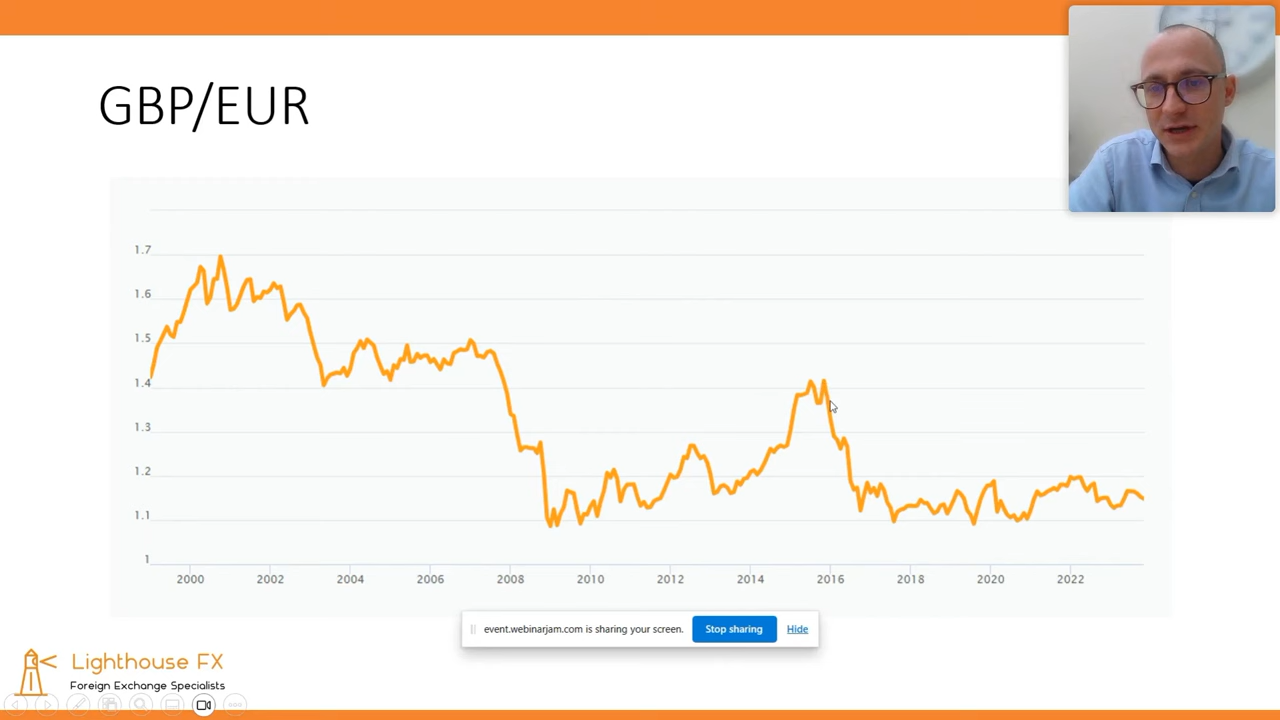 GBP/EUR
1.7
1.6
1.5
1.4
1.3
1.2
1.1
1
2000 2002 2004 2006 2008 2010 2012 2014 2016 2018 2020 2022
event.webinarjam.com is sharing your screen. Stop sharing Hide
Lighthouse FX
Foreign Exchange Specialists